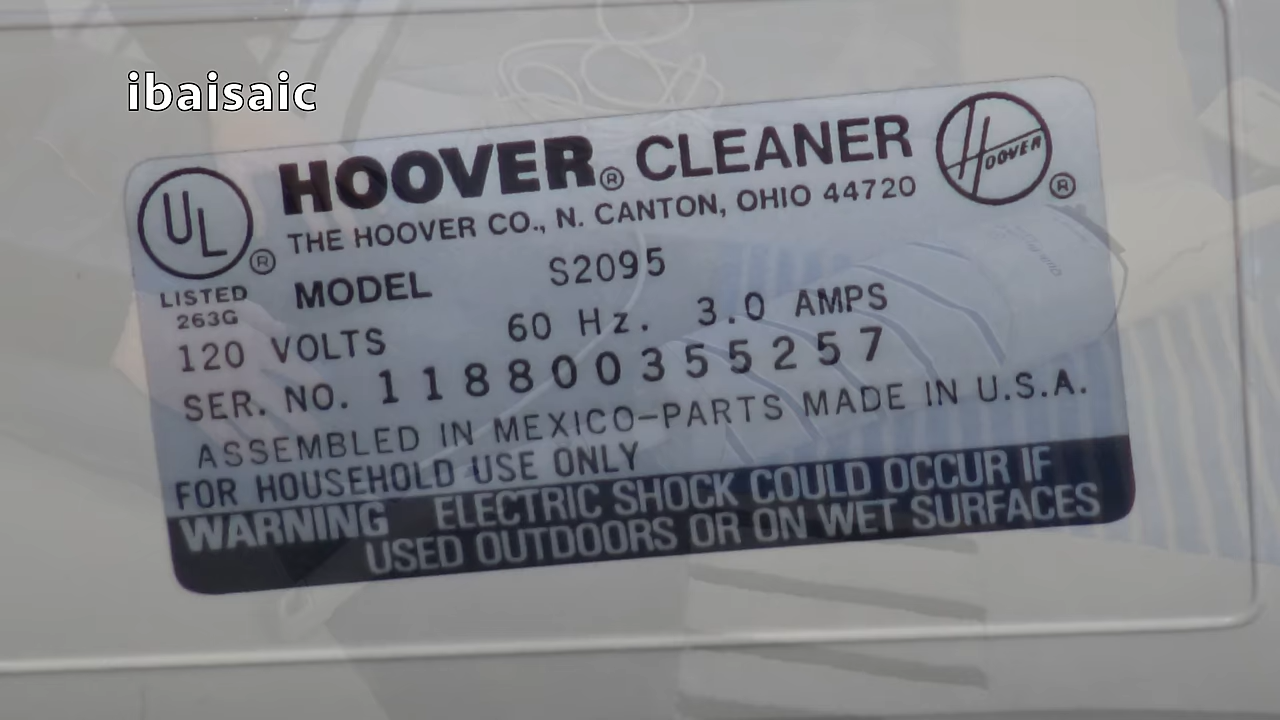 ibaisaic
HOOVER® CLEANER
THE HOOVER CO., N. CANTON, OHIO 44720
HOOVER ®
UL ®
LISTED
263G
MODEL S2095
120 VOLTS 60 Hz. 3.0 AMPS
SER. NO. 118800355257
ASSEMBLED IN MEXICO-PARTS MADE IN U.S.A.
FOR HOUSEHOLD USE ONLY
WARNING ELECTRIC SHOCK COULD OCCUR IF
USED OUTDOORS OR ON WET SURFACES